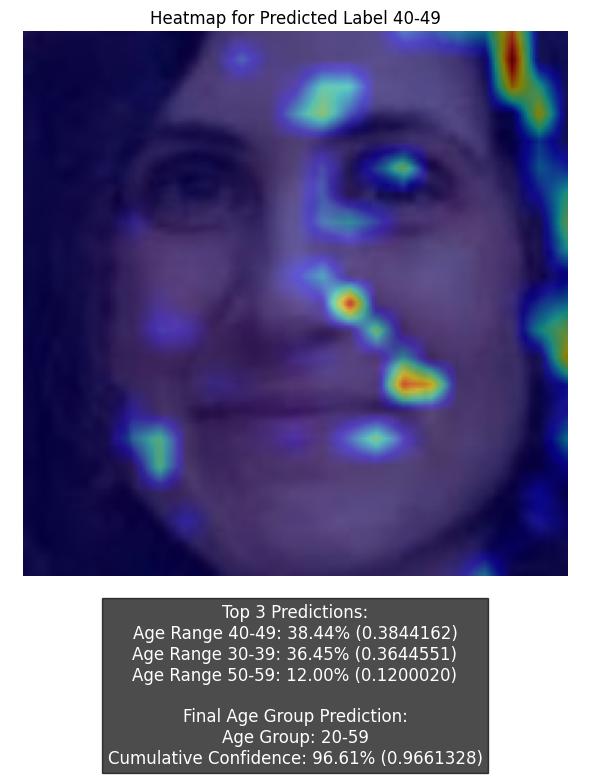 Heatmap for Predicted Label 40-49
Top 3 Predictions:
Age Range 40-49: 38.44% (0.3844162)
Age Range 30-39: 36.45% (0.3644551)
Age Range 50-59: 12.00% (0.1200020)
Final Age Group Prediction:
Age Group: 20-59
Cumulative Confidence: 96.61% (0.9661328)